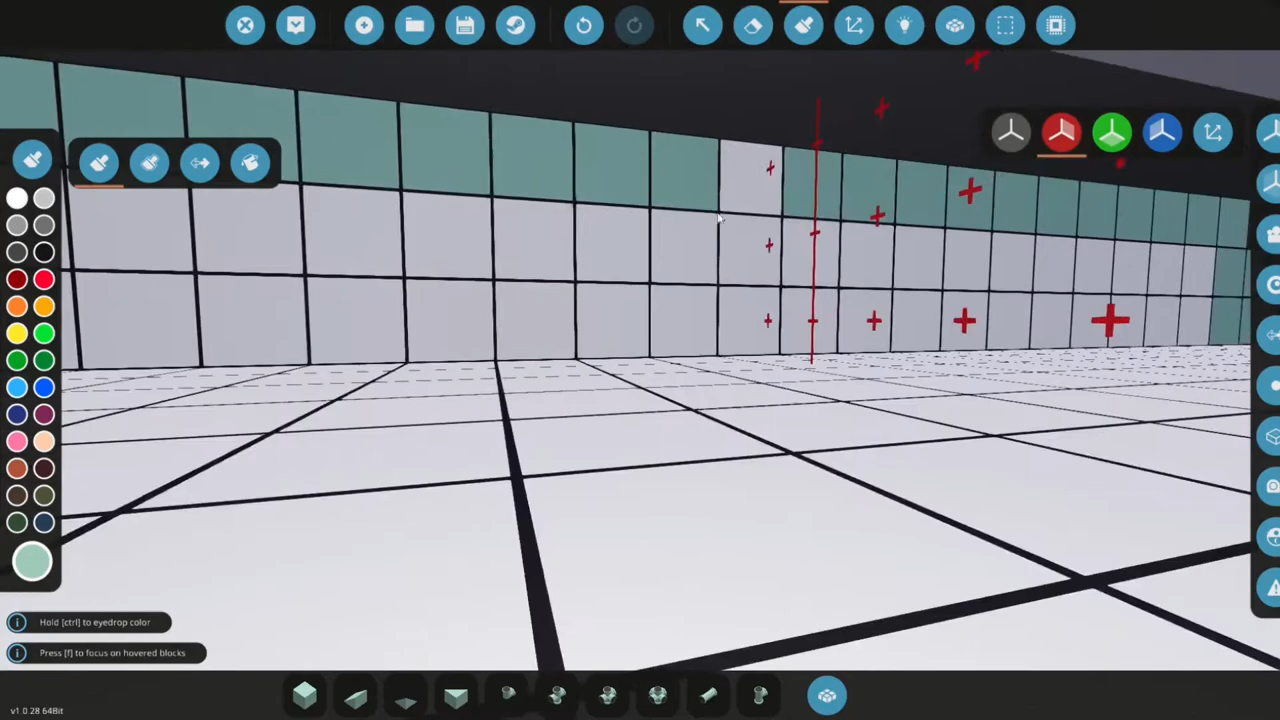 Hold [ctrl] to eyedrop color
Press [f] to focus on hovered blocks
v1.0.28 64Bit